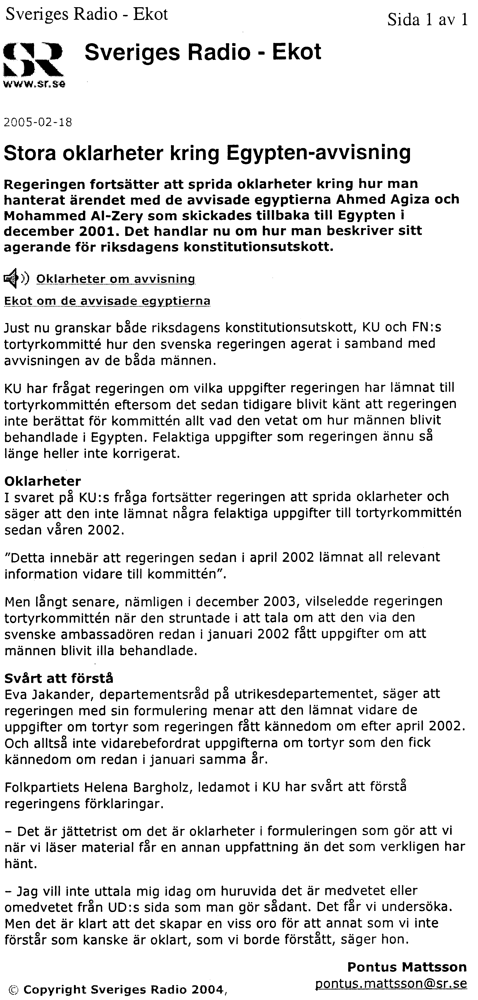 Sveriges Radio - Ekot
Sida 1 av 1
SR
Sveriges Radio - Ekot
www.sr.se
2005-02-18
Stora oklarheter kring Egypten-avvisning
Regeringen fortsätter att sprida oklarheter kring hur man
hanterat ärendet med de avvisade egyptierna Ahmed Agiza och
Mohammed Al-Zery som skickades tillbaka till Egypten i
december 2001. Det handlar nu om hur man beskriver sitt
agerande för riksdagens konstitutionsutskott.
Oklarheter om avvisning
Ekot om de avvisade egyptierna
Just nu granskar både riksdagens konstitutionsutskott, KU och FN:s
tortyrkommitté hur den svenska regeringen agerat i samband med
avvisningen av de båda männen.
KU har frågat regeringen om vilka uppgifter regeringen har lämnat till
tortyrkommittén eftersom det sedan tidigare blivit känt att regeringen
inte berättat för kommittén allt vad den vetat om hur männen blivit
behandlade i Egypten. Felaktiga uppgifter som regeringen ännu så
länge heller inte korrigerat.
Oklarheter
I svaret på KU:s fråga fortsätter regeringen att sprida oklarheter och
säger att den inte lämnat några felaktiga uppgifter till tortyrkommittén
sedan våren 2002.
"Detta innebär att regeringen sedan i april 2002 lämnat all relevant
information vidare till kommittén".
Men långt senare, nämligen i december 2003, vilseledde regeringen
tortyrkommittén när den struntade i att tala om att den via den
svenske ambassadören redan i januari 2002 fått uppgifter om att
männen blivit illa behandlade.
Svårt att förstå
Eva Jakander, departementsråd på utrikesdepartementet, säger att
regeringen med sin formulering menar att den lämnat vidare de
uppgifter om tortyr som regeringen fått kännedom om efter april 2002.
Och alltså inte vidarebefordrat uppgifterna om tortyr som den fick
kännedom om redan i januari samma år.
Folkpartiets Helena Bargholz, ledamot i KU har svårt att förstå
regeringens förklaringar.
– Det är jättetrist om det är oklarheter i formuleringen som gör att vi
när vi läser material får en annan uppfattning än det som verkligen har
hänt.
– Jag vill inte uttala mig idag om huruvida det är medvetet eller
omedvetet från UD:s sida som man gör sådant. Det får vi undersöka.
Men det är klart att det skapar en viss oro för att annat som vi inte
förstår som kanske är oklart, som vi borde förstått, säger hon.
Pontus Mattsson
pontus.mattsson@sr.se
© Copyright Sveriges Radio 2004,